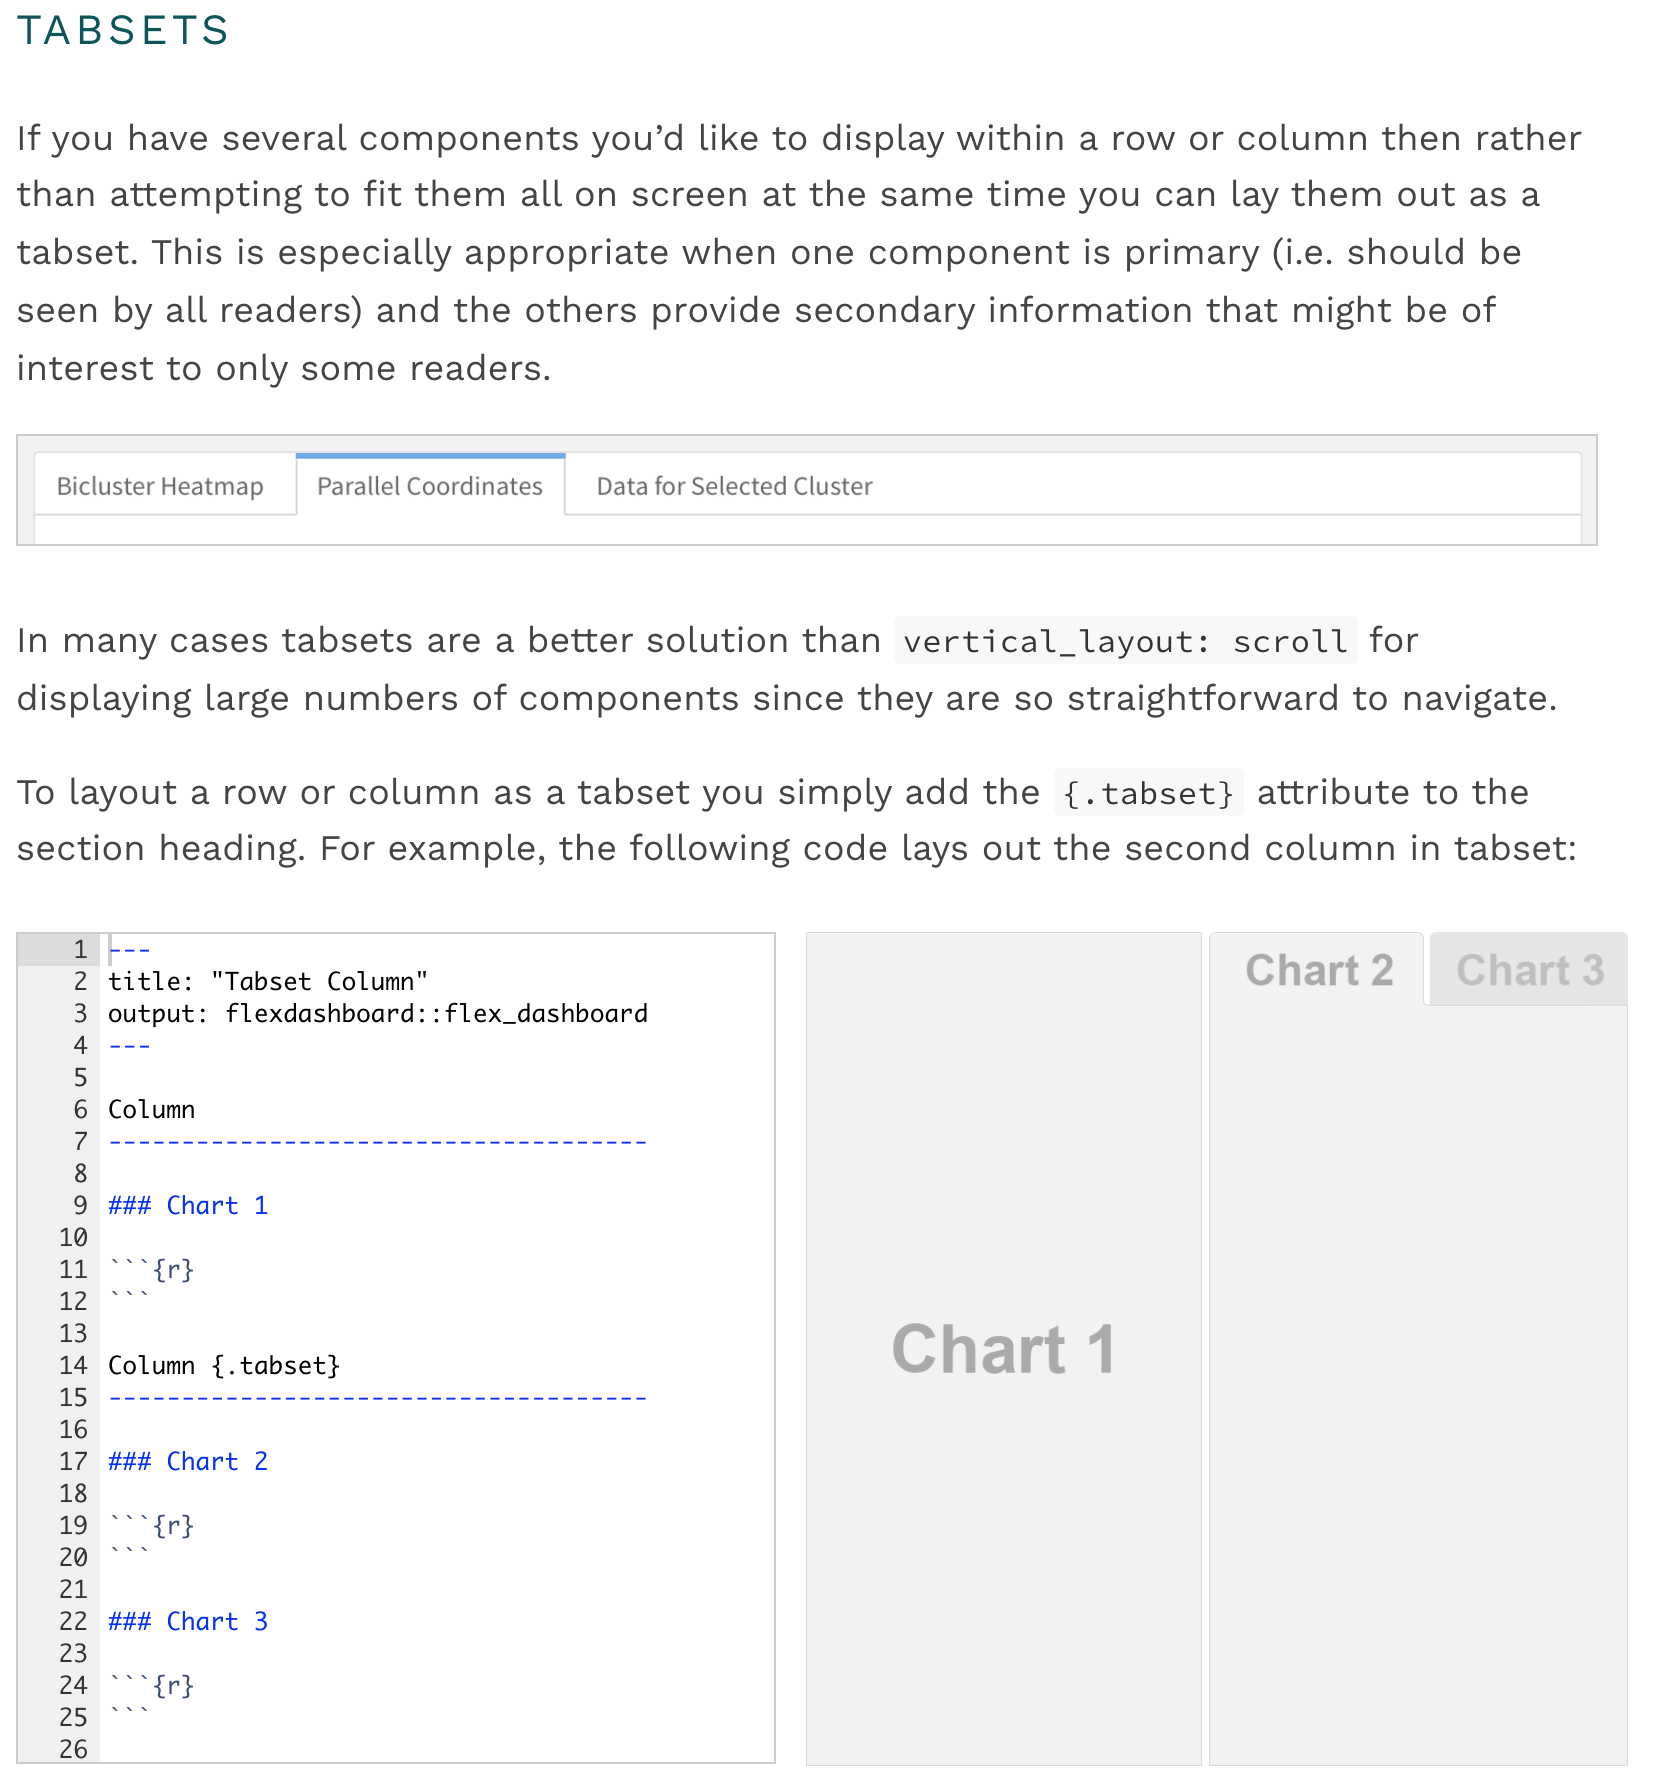 TABSETS
If you have several components you’d like to display within a row or column then rather
than attempting to fit them all on screen at the same time you can lay them out as a
tabset. This is especially appropriate when one component is primary (i.e. should be
seen by all readers) and the others provide secondary information that might be of
interest to only some readers.
Bicluster Heatmap Parallel Coordinates Data for Selected Cluster
In many cases tabsets are a better solution than vertical_layout: scroll for
displaying large numbers of components since they are so straightforward to navigate.
To layout a row or column as a tabset you simply add the {.tabset} attribute to the
section heading. For example, the following code lays out the second column in tabset:
1 ---
2 title: "Tabset Column"
3 output: flexdashboard::flex_dashboard
4 ---
5
6 Column
7 -------------------------------------
8
9 ### Chart 1
10
11 ```{r}
12 ```
13
14 Column {.tabset}
15 -------------------------------------
16
17 ### Chart 2
18
19 ```{r}
20 ```
21
22 ### Chart 3
23
24 ```{r}
25 ```
26
Chart 1
Chart 2 Chart 3